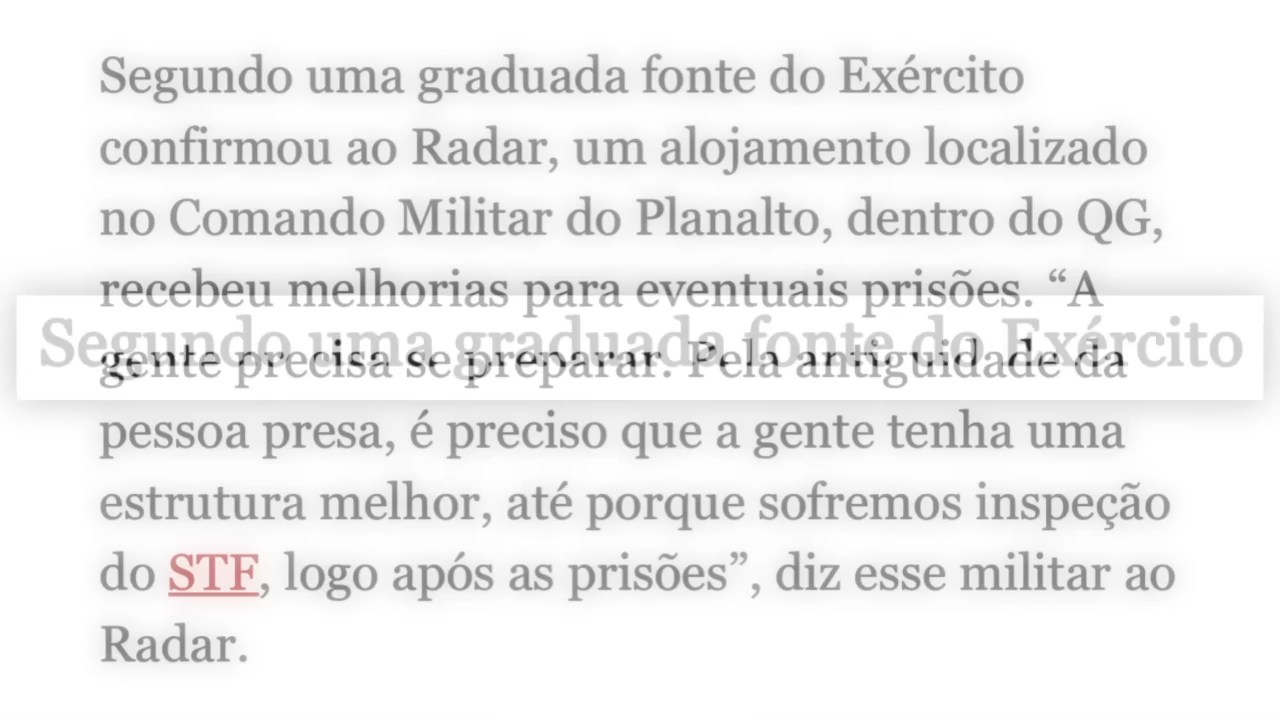 Segundo uma graduada fonte do Exército
confirmou ao Radar, um alojamento localizado
no Comando Militar do Planalto, dentro do QG,
recebeu melhorias para eventuais prisões. “A
Segundo uma graduada fonte do Exército
gente precisa se preparar. Pela antiguidade da
pessoa presa, é preciso que a gente tenha uma
estrutura melhor, até porque sofremos inspeção
do STF, logo após as prisões”, diz esse militar ao
Radar.